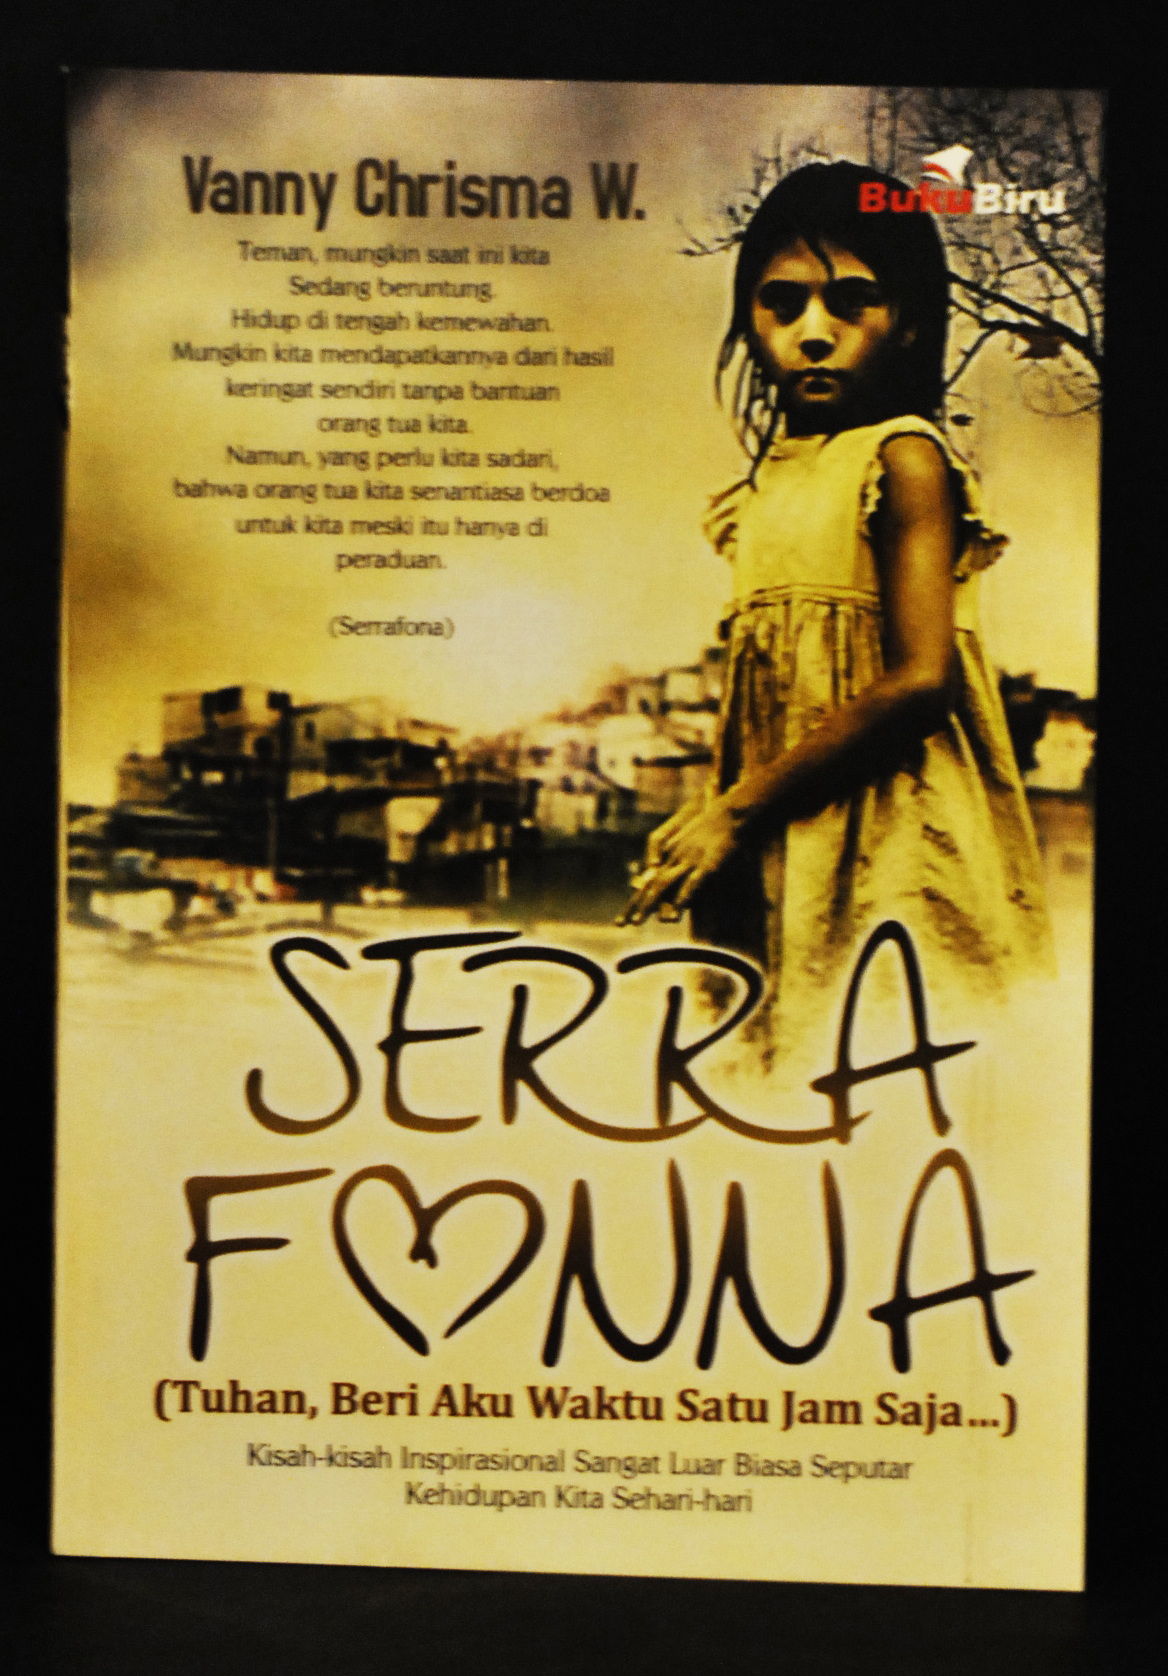 Vanny Chrisma W.
BukuBiru
Teman, mungkin saat ini kita
Sedang beruntung.
Hidup di tengah kemewahan.
Mungkin kita mendapatkannya dari hasil
keringat sendiri tanpa bantuan
orang tua kita.
Namun, yang perlu kita sadari,
bahwa orang tua kita senantiasa berdoa
untuk kita meski itu hanya di
peraduan.
(Serrafona)
SERRA
FONNA
(Tuhan, Beri Aku Waktu Satu Jam Saja...)
Kisah-kisah Inspirasional Sangat Luar Biasa Seputar
Kehidupan Kita Sehari-hari